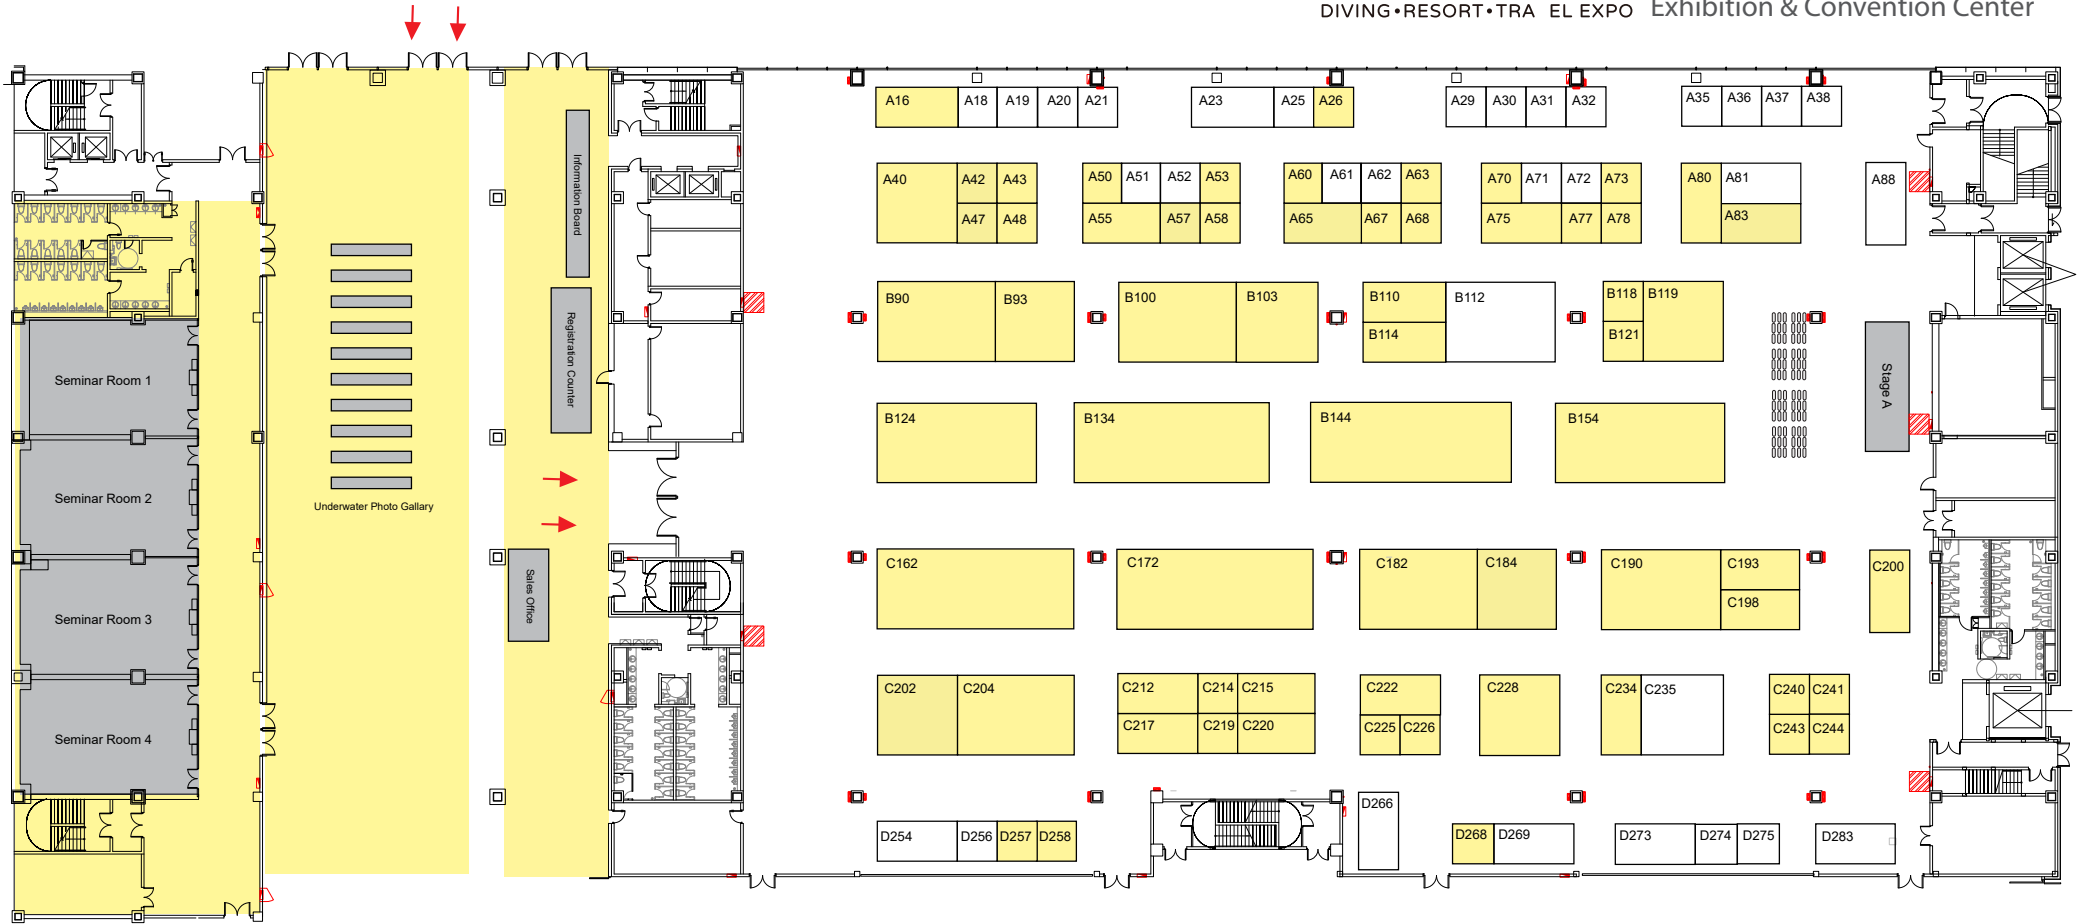 DIVING•RESORT•TRA EL EXPO Exhibition & Convention Center
A16 A18 A19 A20 A21 A23 A25 A26 A29 A30 A31 A32 A35 A36 A37 A38
Information Board
A40 A42 A43 A50 A51 A52 A53 A60 A61 A62 A63 A70 A71 A72 A73 A80 A81 A88
A47 A48 A55 A57 A58 A65 A67 A68 A75 A77 A78 A83
B90 B93 B100 B103 B110 B112 B118 B119
B114 B121
Registration Counter
Seminar Room 1
Stage A
B124 B134 B144 B154
Seminar Room 2
Underwater Photo Gallary
C162 C172 C182 C184 C190 C193 C200
C198
Sales Office
Seminar Room 3
C202 C204 C212 C214 C215 C222 C228 C234 C235 C240 C241
C217 C219 C220 C225 C226 C243 C244
Seminar Room 4
D266
D254 D256 D257 D258 D268 D269 D273 D274 D275 D283